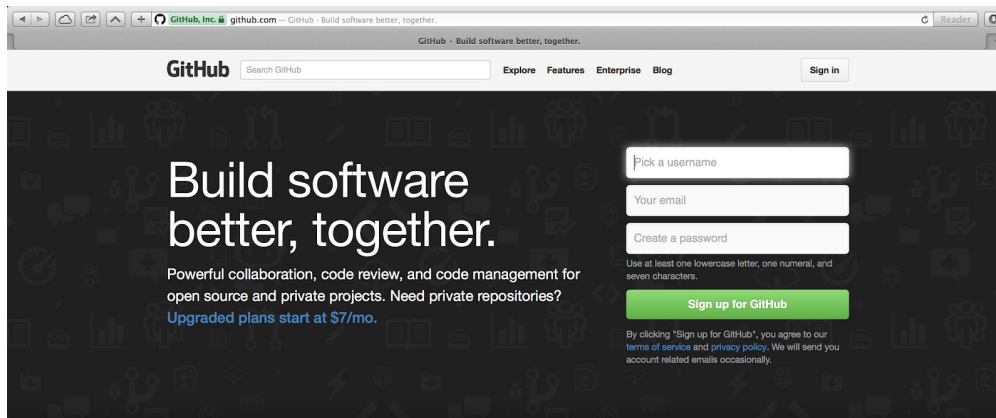 GitHub, Inc. github.com — GitHub · Build software better, together.
Reader
GitHub · Build software better, together.
GitHub
Search GitHub
Explore Features Enterprise Blog
Sign in
Build software
better, together.
Powerful collaboration, code review, and code management for
open source and private projects. Need private repositories?
Upgraded plans start at $7/mo.
Pick a username
Your email
Create a password
Use at least one lowercase letter, one numeral, and
seven characters.
Sign up for GitHub
By clicking "Sign up for GitHub", you agree to our
terms of service and privacy policy. We will send you
account related emails occasionally.